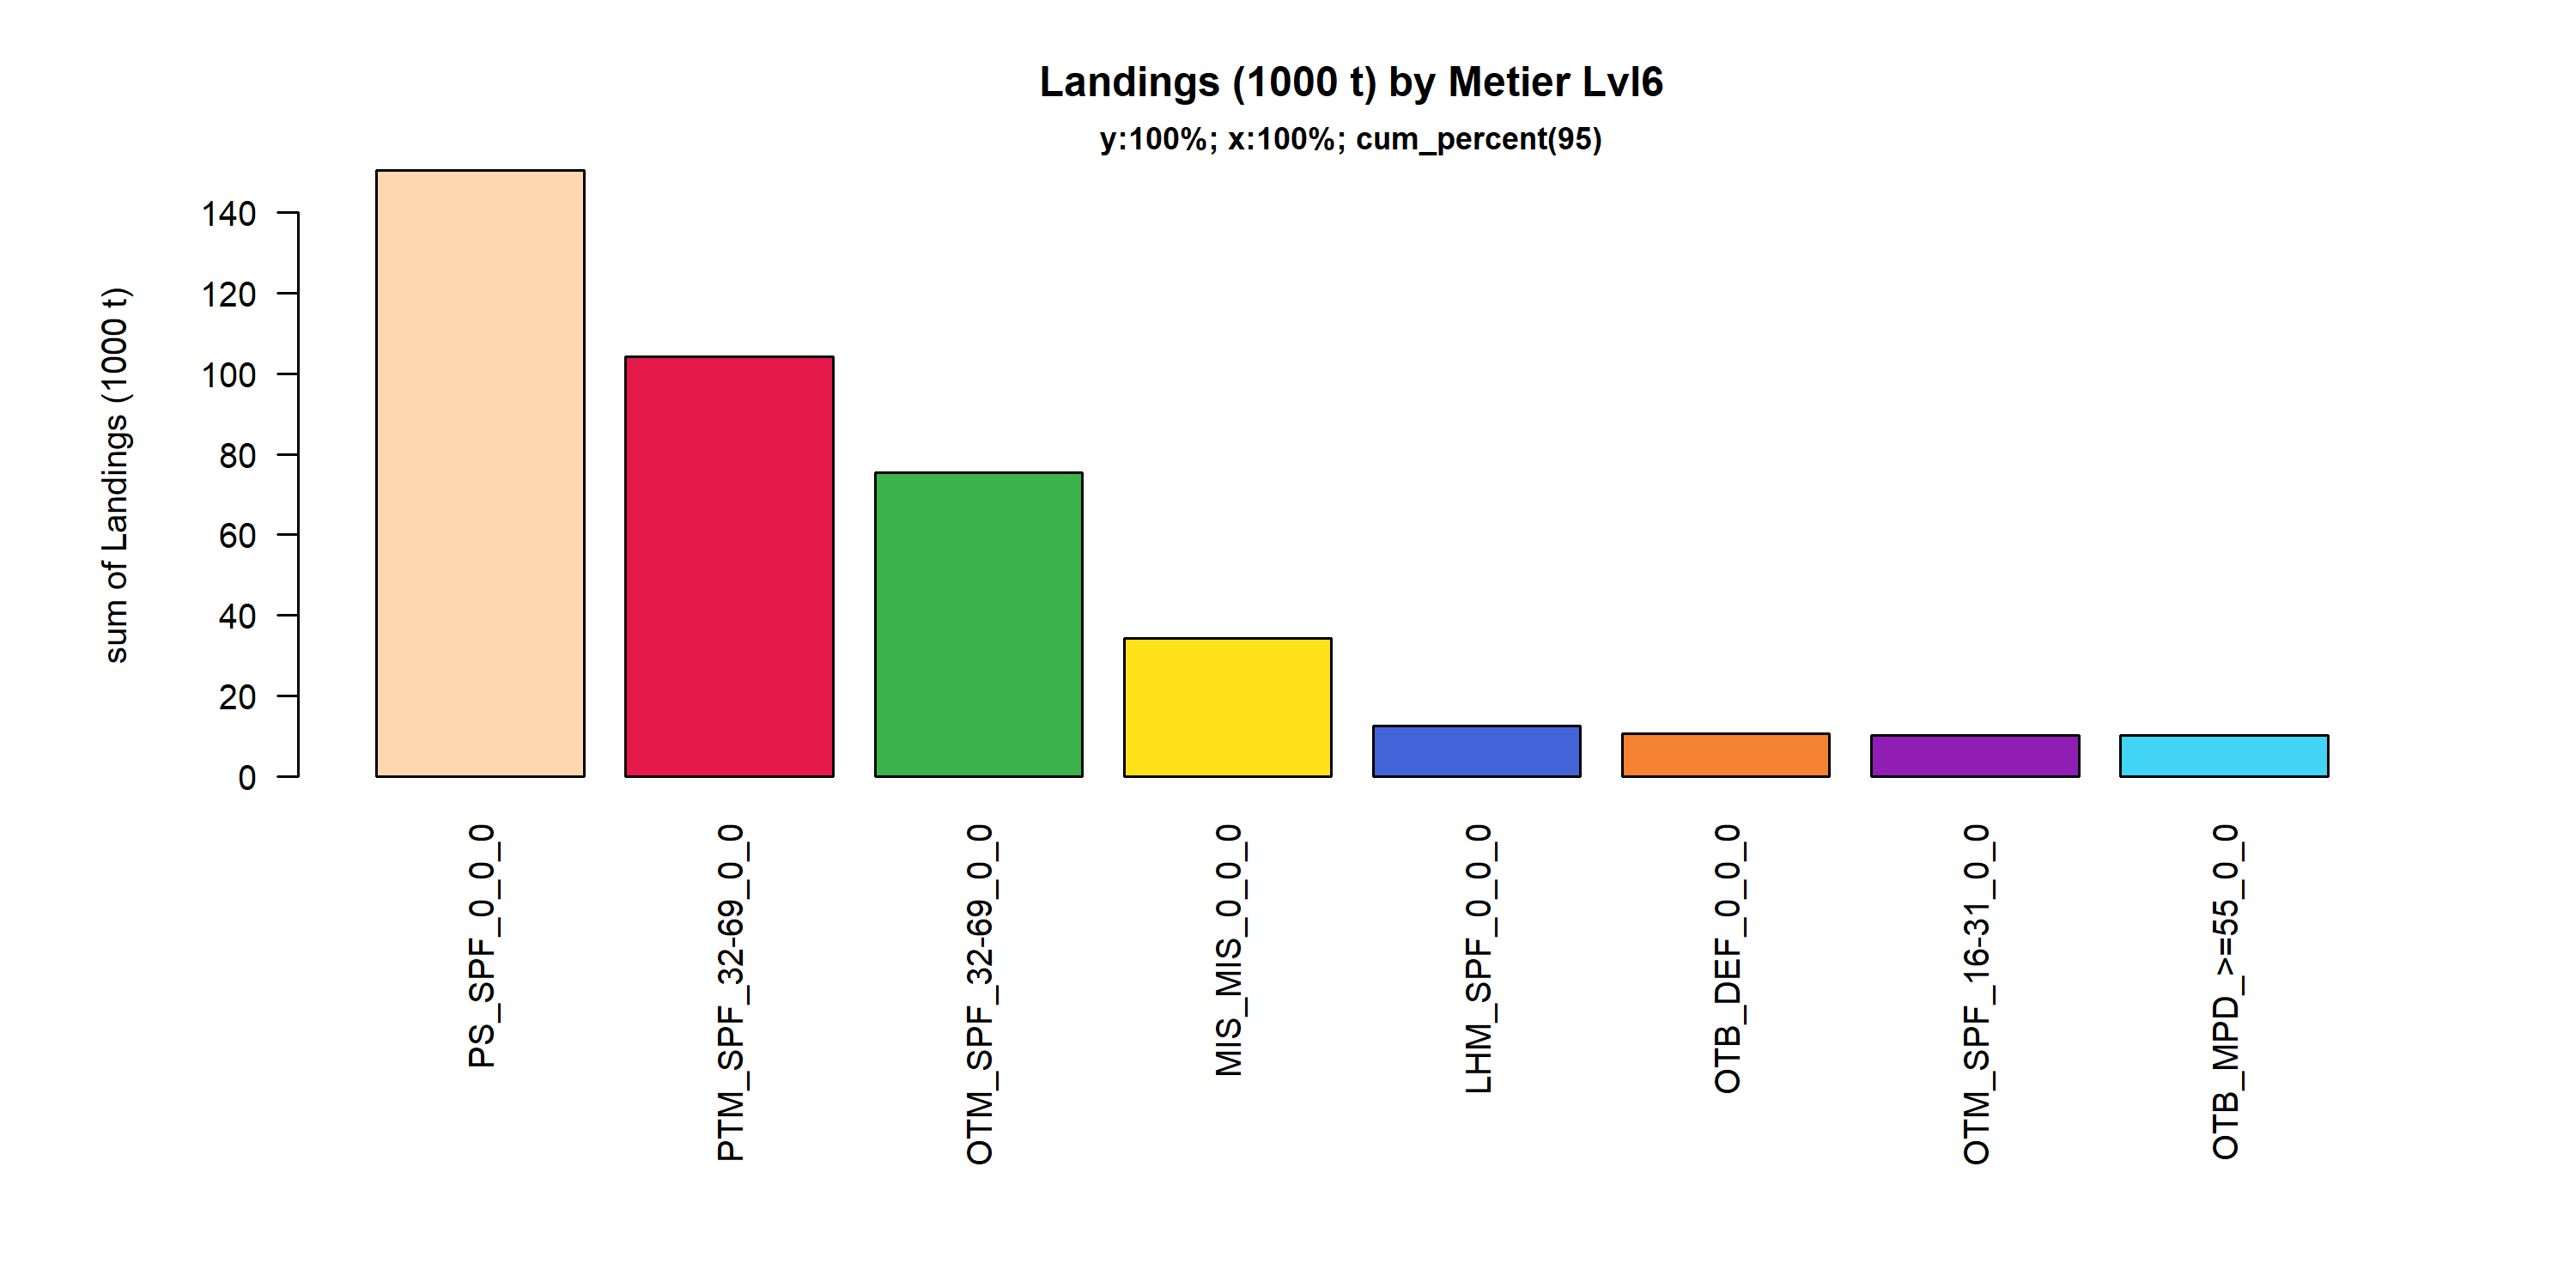 Landings (1000 t) by Metier Lvl6
y:100%; x:100%; cum_percent(95)
sum of Landings (1000 t)
140
120
100
80
60
40
20
0
PS_SPF_0_0_0
PTM_SPF_32-69_0_0
OTM_SPF_32-69_0_0
MIS_MIS_0_0_0
LHM_SPF_0_0_0
OTB_DEF_0_0_0
OTM_SPF_16-31_0_0
OTB_MPD_>=55_0_0